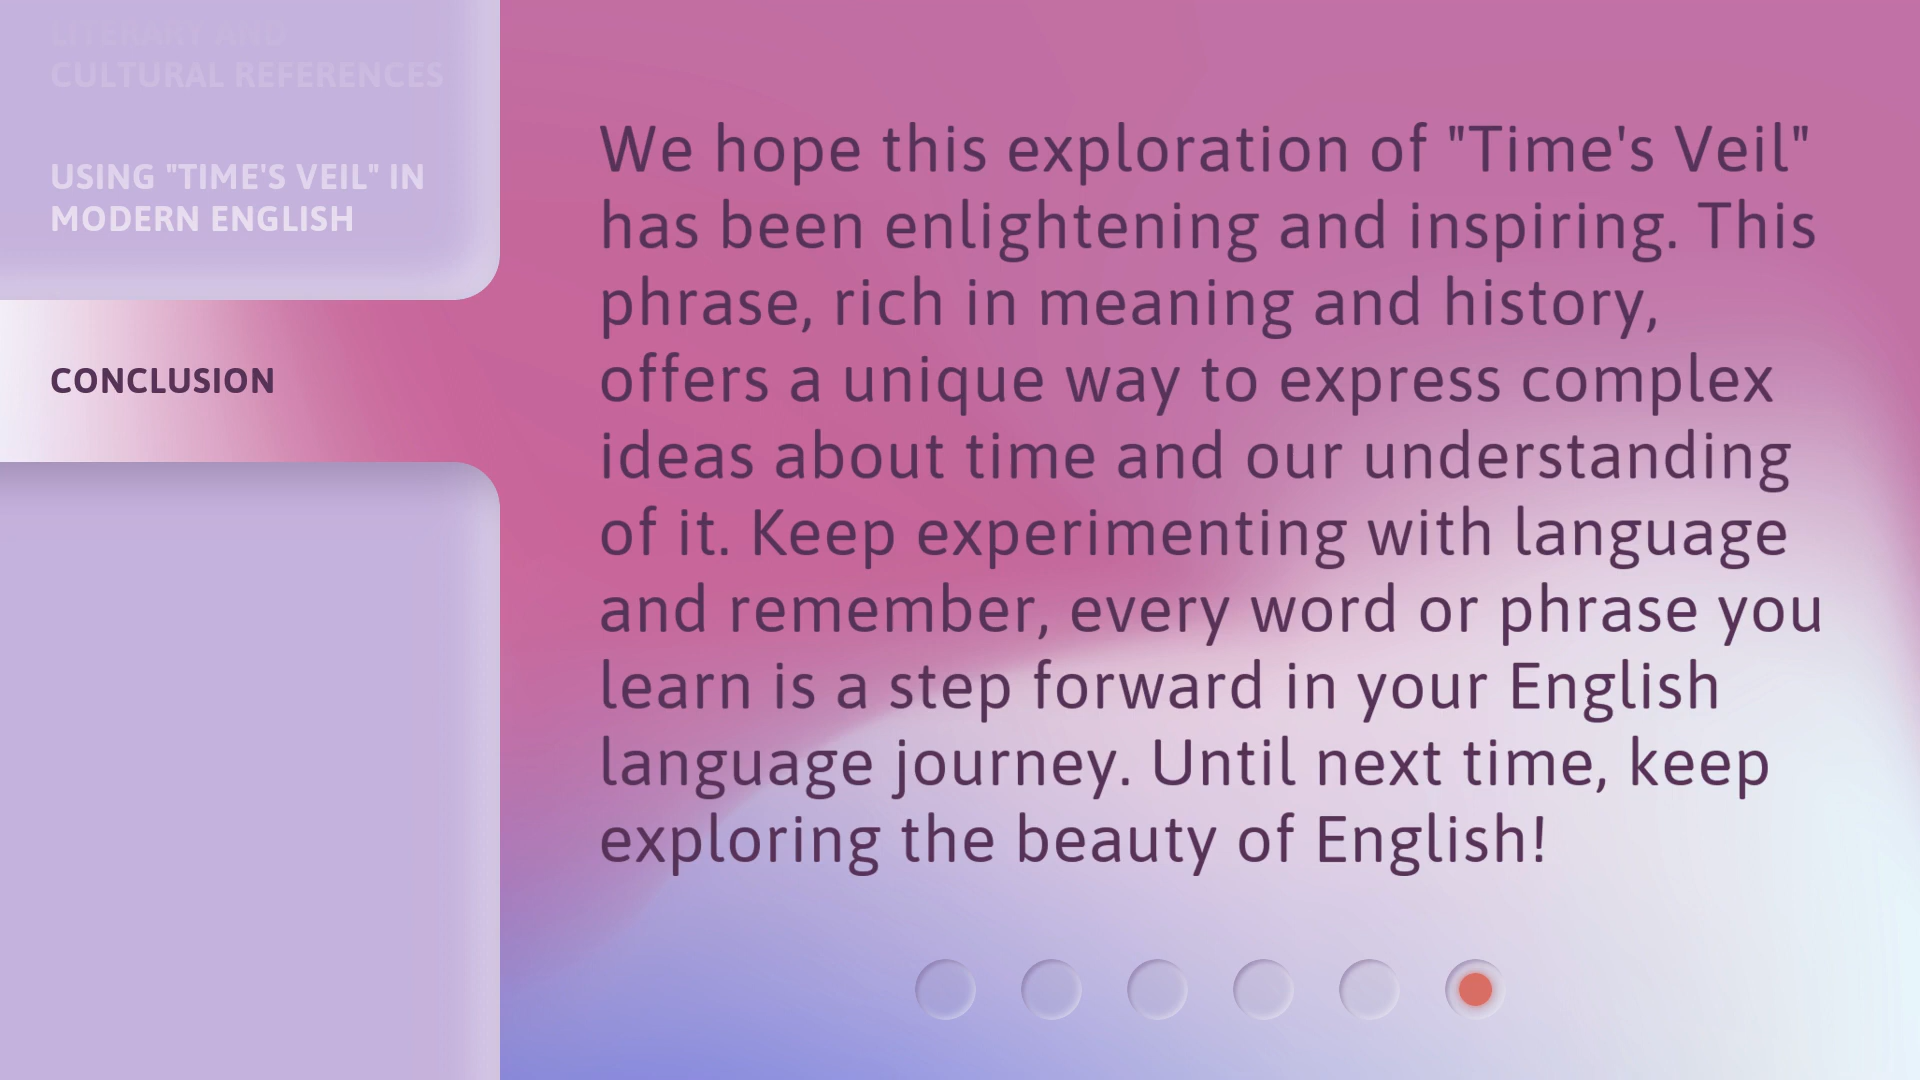 LITERARY AND
CULTURAL REFERENCES
USING "TIME'S VEIL" IN
MODERN ENGLISH
CONCLUSION
We hope this exploration of "Time's Veil"
has been enlightening and inspiring. This
phrase, rich in meaning and history,
offers a unique way to express complex
ideas about time and our understanding
of it. Keep experimenting with language
and remember, every word or phrase you
learn is a step forward in your English
language journey. Until next time, keep
exploring the beauty of English!